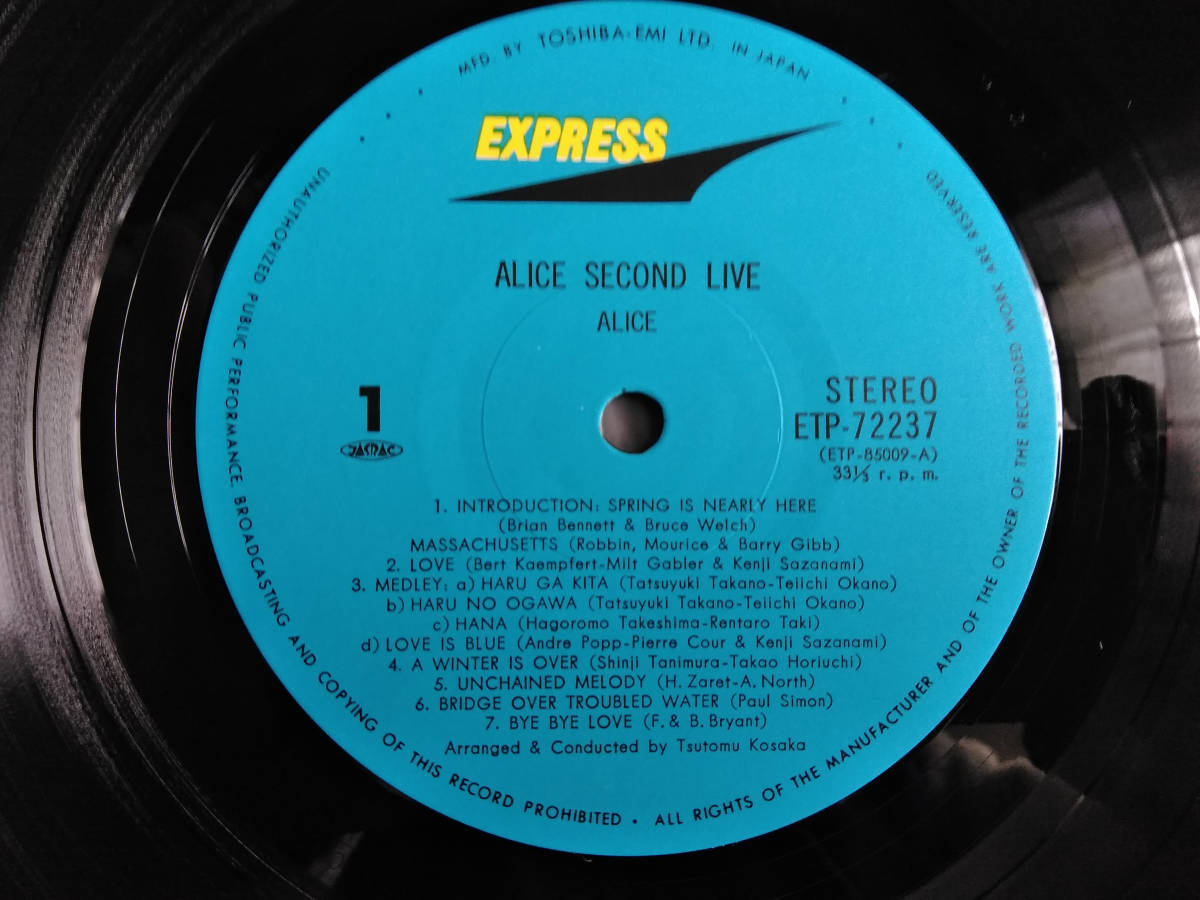 MFD. BY TOSHIBA-EMI LTD. IN JAPAN
EXPRESS
ALICE SECOND LIVE
ALICE
1
JASRAC
STEREO
ETP-72237
(ETP-85009-A)
33⅓ r. p. m.
1. INTRODUCTION: SPRING IS NEARLY HERE
(Brian Bennett & Bruce Welch)
MASSACHUSETTS (Robbin, Mourice & Barry Gibb)
2. LOVE (Bert Kaempfert-Milt Gabler & Kenji Sazanami)
3. MEDLEY: a) HARU GA KITA (Tatsuyuki Takano-Teiichi Okano)
b) HARU NO OGAWA (Tatsuyuki Takano-Teiichi Okano)
c) HANA (Hagoromo Takeshima-Rentaro Taki)
d) LOVE IS BLUE (Andre Popp-Pierre Cour & Kenji Sazanami)
4. A WINTER IS OVER (Shinji Tanimura-Takao Horiuchi)
5. UNCHAINED MELODY (H. Zaret-A. North)
6. BRIDGE OVER TROUBLED WATER (Paul Simon)
7. BYE BYE LOVE (F. & B. Bryant)
Arranged & Conducted by Tsutomu Kosaka
UNAUTHORIZED PUBLIC PERFORMANCE, BROADCASTING AND COPYING OF THIS RECORD PROHIBITED • ALL RIGHTS OF THE MANUFACTURER AND OF THE OWNER OF THE RECORDED WORK ARE RESERVED